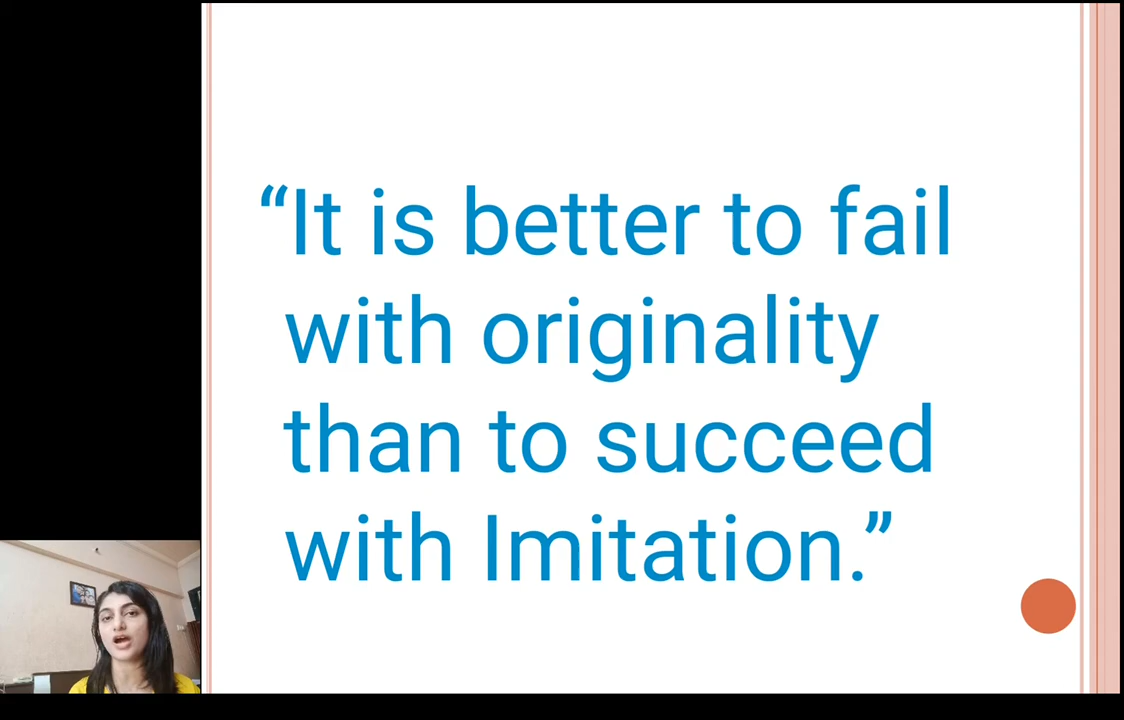 “It is better to fail
with originality
than to succeed
with Imitation.”